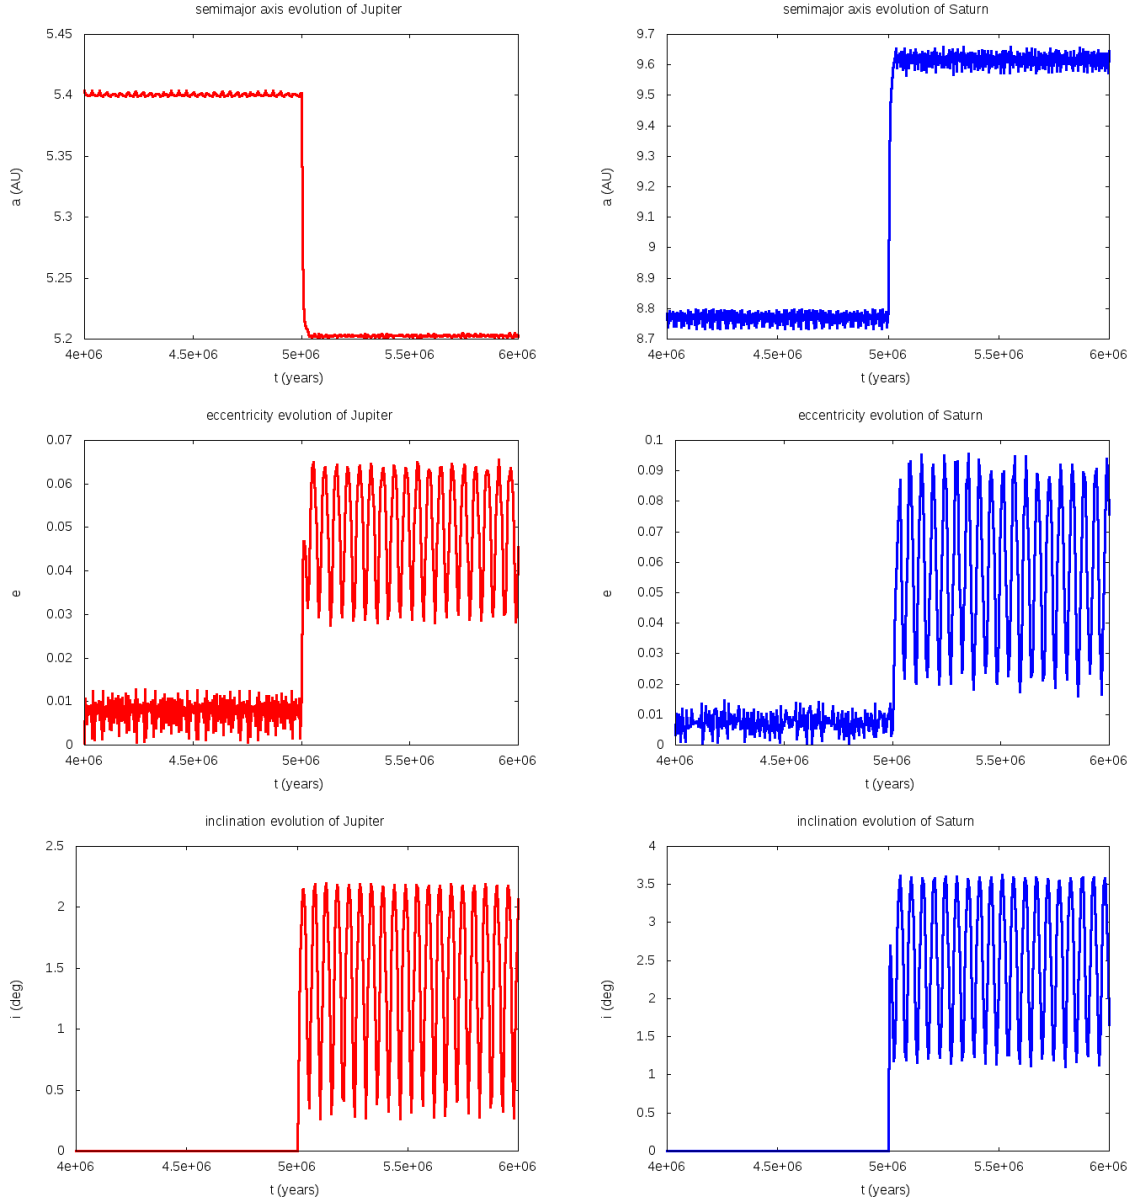 semimajor axis evolution of Jupiter
5.45
5.4
5.35
5.3
5.25
5.2
a (AU)
4e+06 4.5e+06 5e+06 5.5e+06 6e+06
t (years)
semimajor axis evolution of Saturn
9.7
9.6
9.5
9.4
9.3
9.2
9.1
9
8.9
8.8
8.7
a (AU)
4e+06 4.5e+06 5e+06 5.5e+06 6e+06
t (years)
eccentricity evolution of Jupiter
0.07
0.06
0.05
0.04
0.03
0.02
0.01
0
e
4e+06 4.5e+06 5e+06 5.5e+06 6e+06
t (years)
eccentricity evolution of Saturn
0.1
0.09
0.08
0.07
0.06
0.05
0.04
0.03
0.02
0.01
0
e
4e+06 4.5e+06 5e+06 5.5e+06 6e+06
t (years)
inclination evolution of Jupiter
2.5
2
1.5
1
0.5
0
i (deg)
4e+06 4.5e+06 5e+06 5.5e+06 6e+06
t (years)
inclination evolution of Saturn
4
3.5
3
2.5
2
1.5
1
0.5
0
i (deg)
4e+06 4.5e+06 5e+06 5.5e+06 6e+06
t (years)